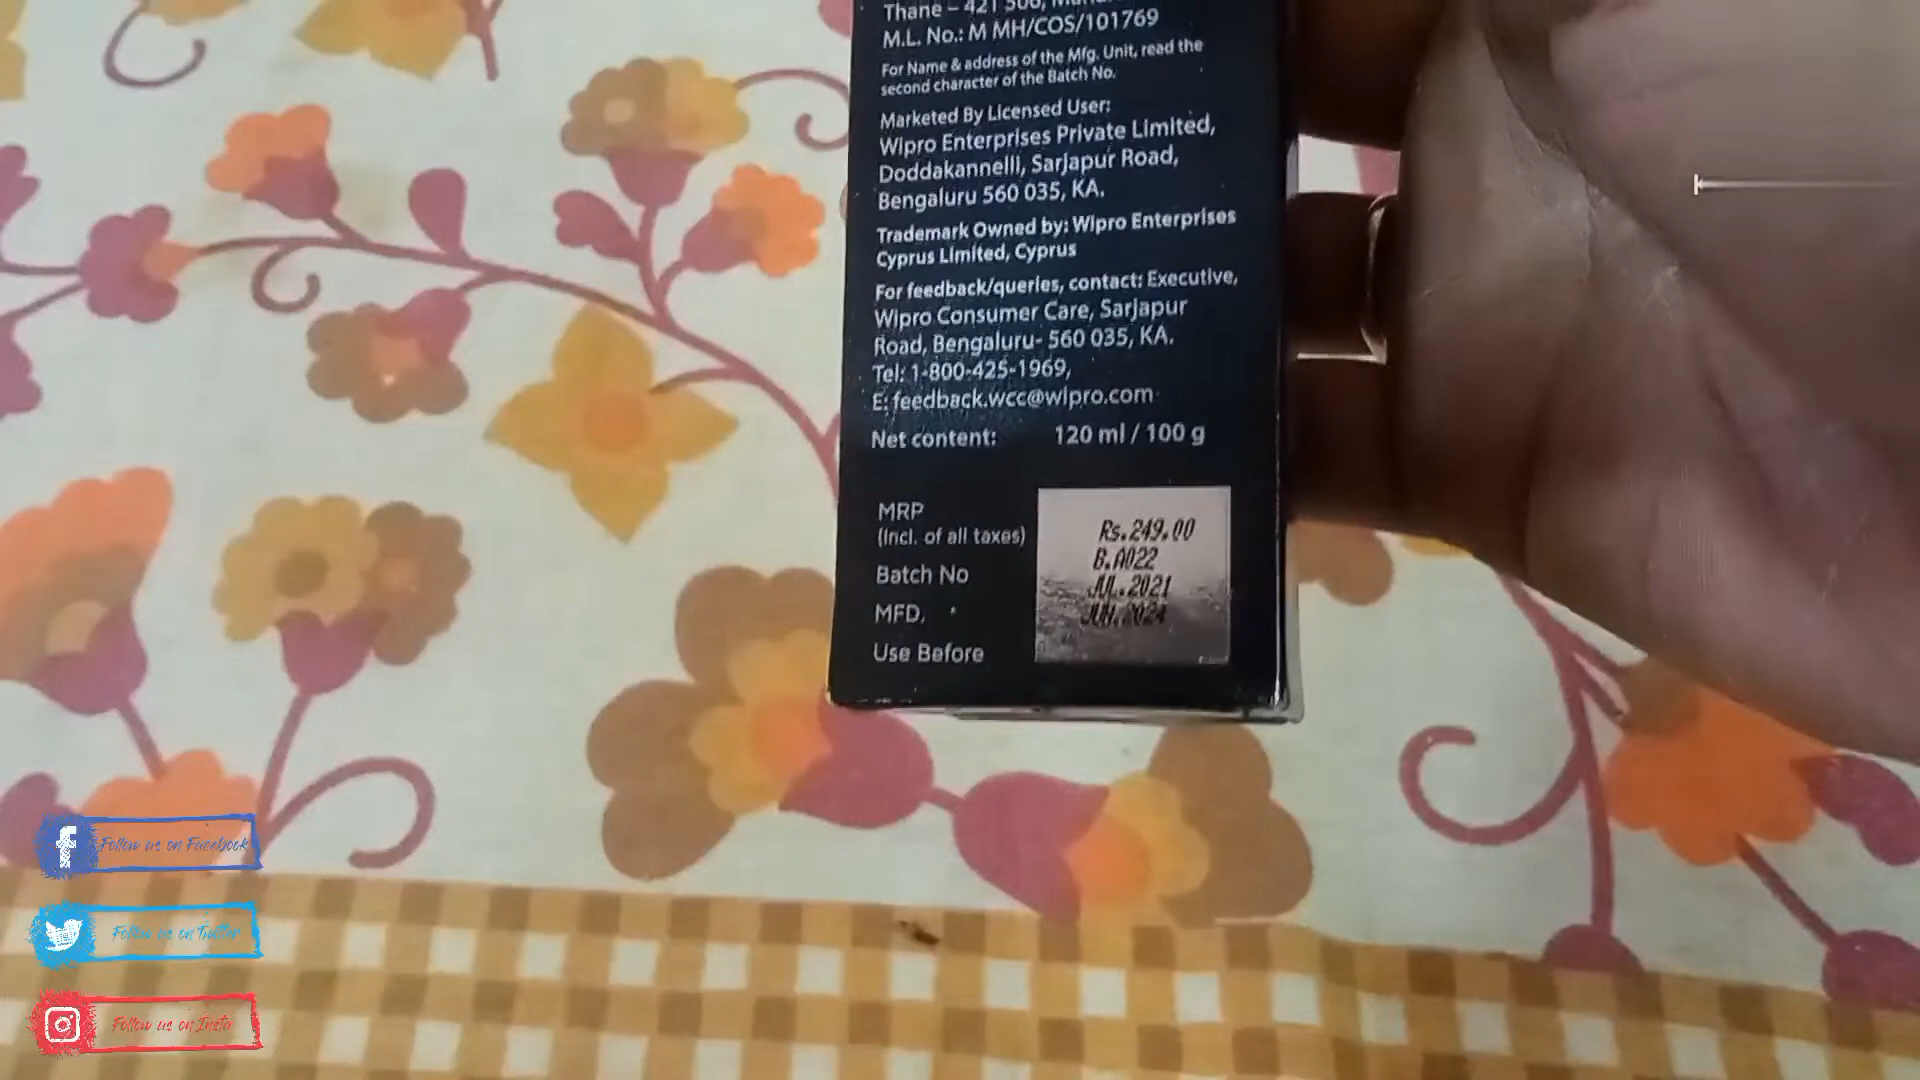 Thane – 421 506,
M.L. No.: M MH/COS/101769
For Name & address of the Mfg. Unit, read the
second character of the Batch No.
Marketed By Licensed User:
Wipro Enterprises Private Limited,
Doddakannelli, Sarjapur Road,
Bengaluru 560 035, KA.
Trademark Owned by: Wipro Enterprises
Cyprus Limited, Cyprus
For feedback/queries, contact: Executive,
Wipro Consumer Care, Sarjapur
Road, Bengaluru- 560 035, KA.
Tel: 1-800-425-1969,
E: feedback.wcc@wipro.com
Net content: 120 ml / 100 g
MRP
(Incl. of all taxes)
Batch No
MFD.
Use Before
Rs.249.00
B.A022
JUL.2021
JUN.2024
Follow us on Facebook
Follow us on Twitter
Follow us on Insta